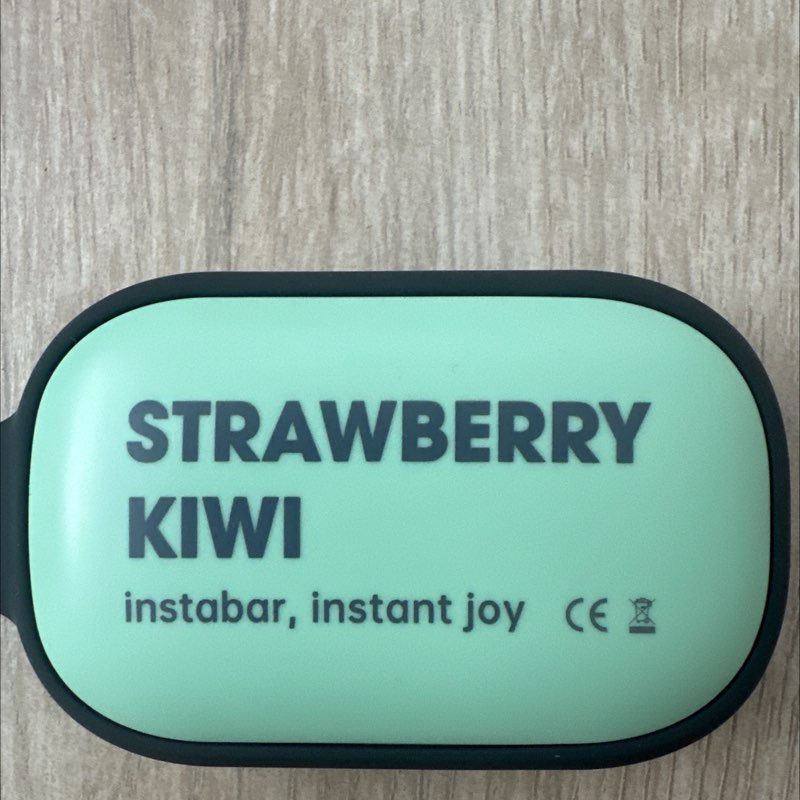 STRAWBERRY
KIWI
instabar, instant joy CE